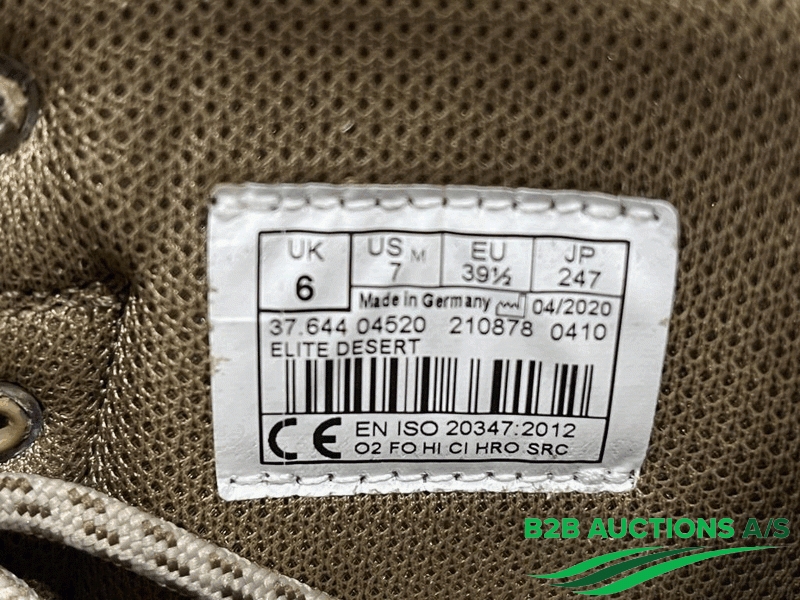 UK US M EU JP
6 7 39½ 247
Made in Germany 04/2020
37.644 04520 210878 0410
ELITE DESERT
CE EN ISO 20347:2012
O2 FO HI CI HRO SRC
B2B AUCTIONS A/S